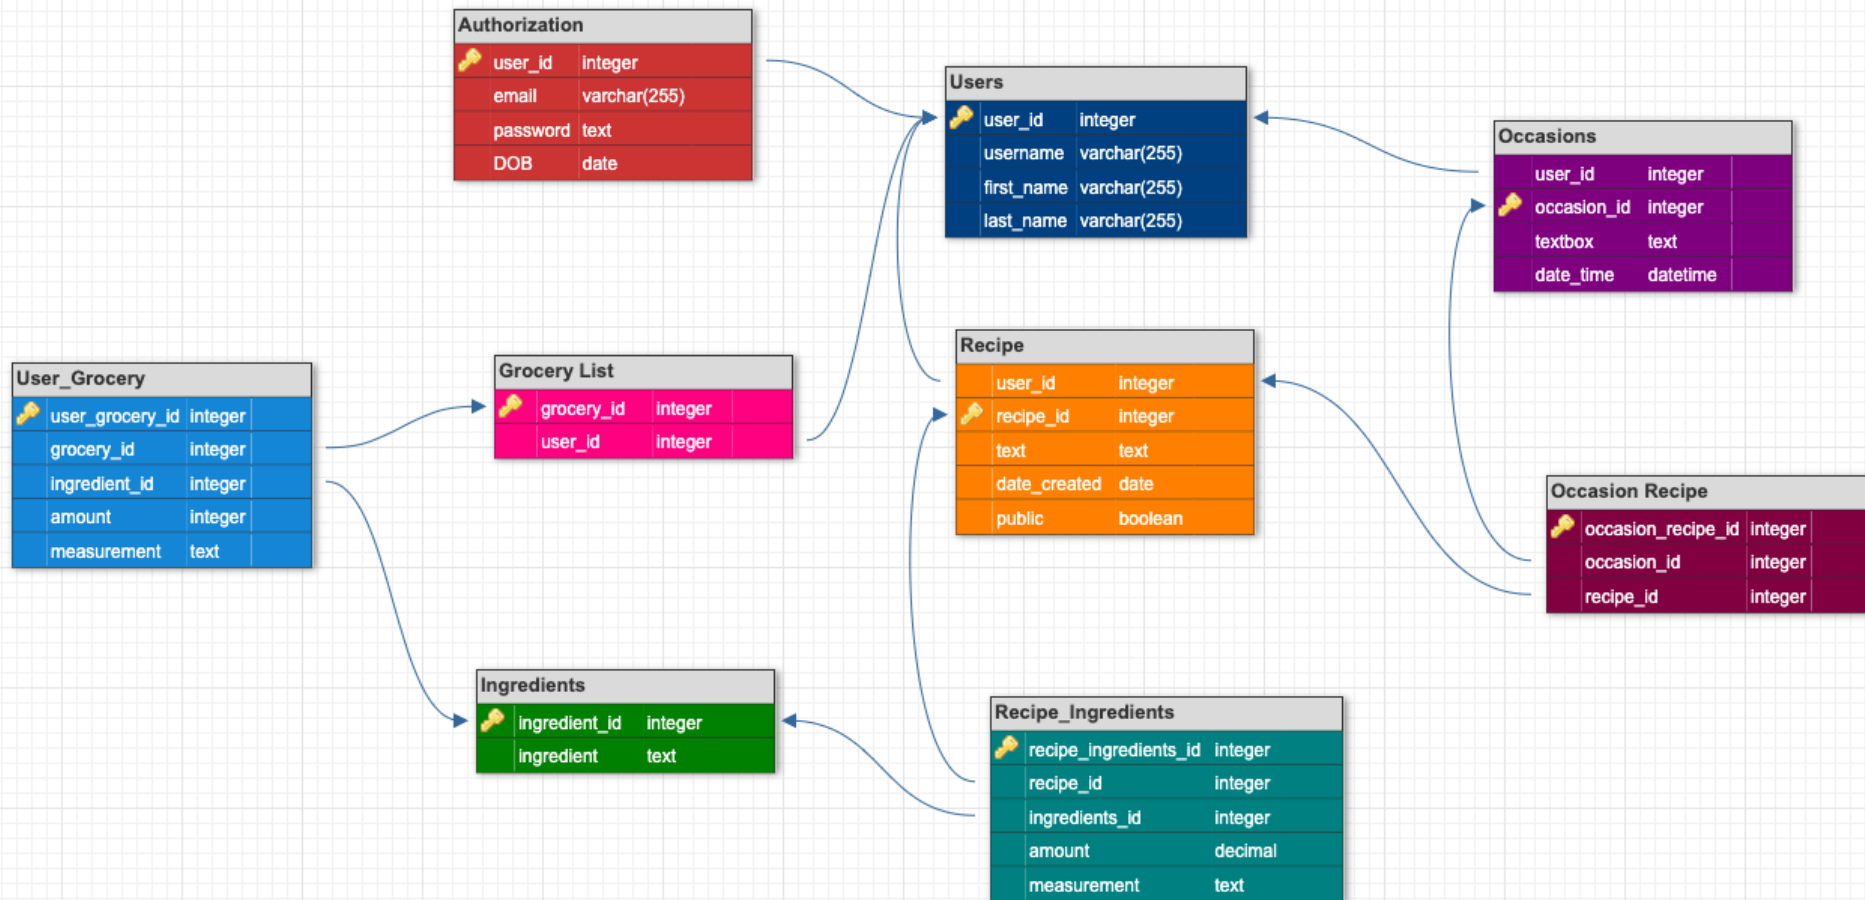 Authorization
user_id integer
email varchar(255)
password text
DOB date
Users
user_id integer
username varchar(255)
first_name varchar(255)
last_name varchar(255)
Occasions
user_id integer
occasion_id integer
textbox text
date_time datetime
User_Grocery
user_grocery_id integer
grocery_id integer
ingredient_id integer
amount integer
measurement text
Grocery List
grocery_id integer
user_id integer
Recipe
user_id integer
recipe_id integer
text text
date_created date
public boolean
Occasion Recipe
occasion_recipe_id integer
occasion_id integer
recipe_id integer
Ingredients
ingredient_id integer
ingredient text
Recipe_Ingredients
recipe_ingredients_id integer
recipe_id integer
ingredients_id integer
amount decimal
measurement text